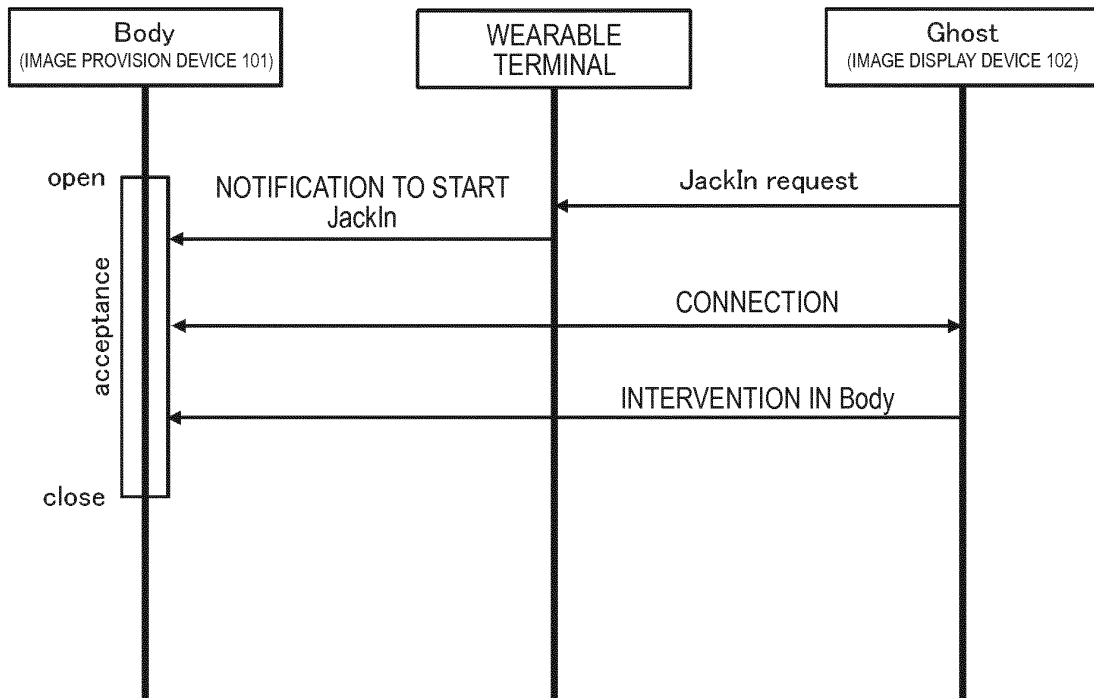 Body
(IMAGE PROVISION DEVICE 101)
WEARABLE
TERMINAL
Ghost
(IMAGE DISPLAY DEVICE 102)
open
NOTIFICATION TO START
JackIn
JackIn request
acceptance
CONNECTION
INTERVENTION IN Body
close